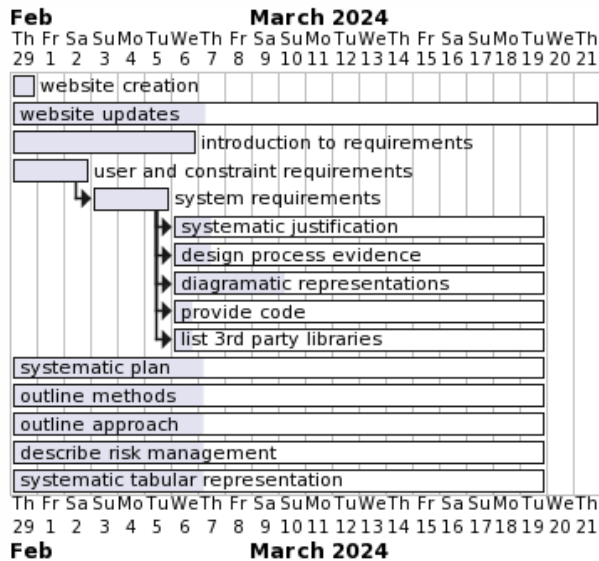 Feb March 2024
Th Fr Sa Su Mo Tu We Th Fr Sa Su Mo Tu We Th Fr Sa Su Mo Tu We Th
29 1 2 3 4 5 6 7 8 9 10 11 12 13 14 15 16 17 18 19 20 21
website creation
website updates
introduction to requirements
user and constraint requirements
system requirements
systematic justification
design process evidence
diagramatic representations
provide code
list 3rd party libraries
systematic plan
outline methods
outline approach
describe risk management
systematic tabular representation
Th Fr Sa Su Mo Tu We Th Fr Sa Su Mo Tu We Th Fr Sa Su Mo Tu We Th
29 1 2 3 4 5 6 7 8 9 10 11 12 13 14 15 16 17 18 19 20 21
Feb March 2024